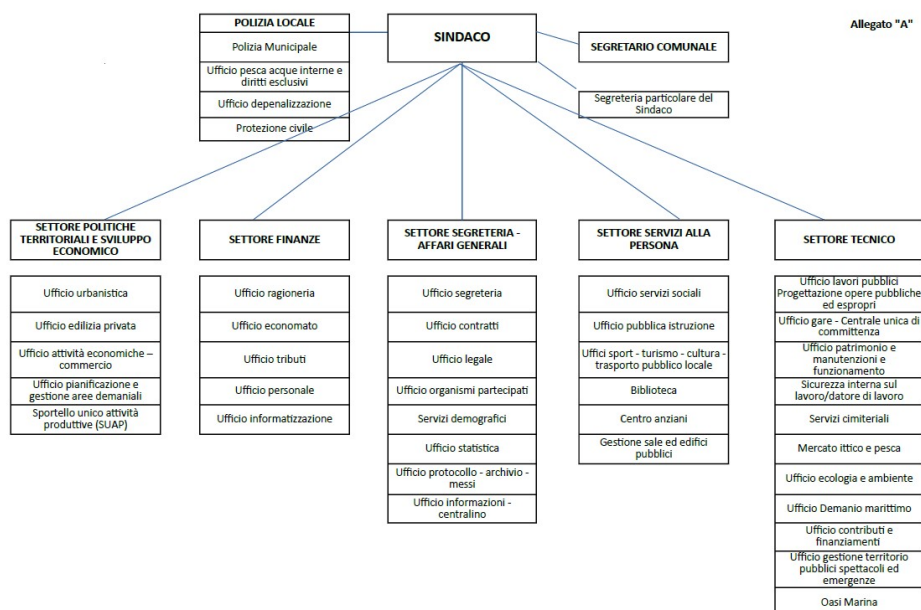 Allegato "A"
POLIZIA LOCALE
Polizia Municipale
Ufficio pesca acque interne e
diritti esclusivi
Ufficio depenalizzazione
Protezione civile
SINDACO
SEGRETARIO COMUNALE
Segreteria particolare del
Sindaco
SETTORE POLITICHE
TERRITORIALI E SVILUPPO
ECONOMICO
Ufficio urbanistica
Ufficio edilizia privata
Ufficio attività economiche –
commercio
Ufficio pianificazione e
gestione aree demaniali
Sportello unico attività
produttive (SUAP)
SETTORE FINANZE
Ufficio ragioneria
Ufficio economato
Ufficio tributi
Ufficio personale
Ufficio informatizzazione
SETTORE SEGRETERIA -
AFFARI GENERALI
Ufficio segreteria
Ufficio contratti
Ufficio legale
Ufficio organismi partecipati
Servizi demografici
Ufficio statistica
Ufficio protocollo - archivio -
messi
Ufficio informazioni -
centralino
SETTORE SERVIZI ALLA
PERSONA
Ufficio servizi sociali
Ufficio pubblica istruzione
Uffici sport - turismo - cultura -
trasporto pubblico locale
Biblioteca
Centro anziani
Gestione sale ed edifici
pubblici
SETTORE TECNICO
Ufficio lavori pubblici
Progettazione opere pubbliche
ed espropri
Ufficio gare - Centrale unica di
committenza
Ufficio patrimonio e
manutenzioni e
funzionamento
Sicurezza interna sul
lavoro/datore di lavoro
Servizi cimiteriali
Mercato ittico e pesca
Ufficio ecologia e ambiente
Ufficio Demanio marittimo
Ufficio contributi e
finanziamenti
Ufficio gestione territorio
pubblici spettacoli ed
emergenze
Oasi Marina